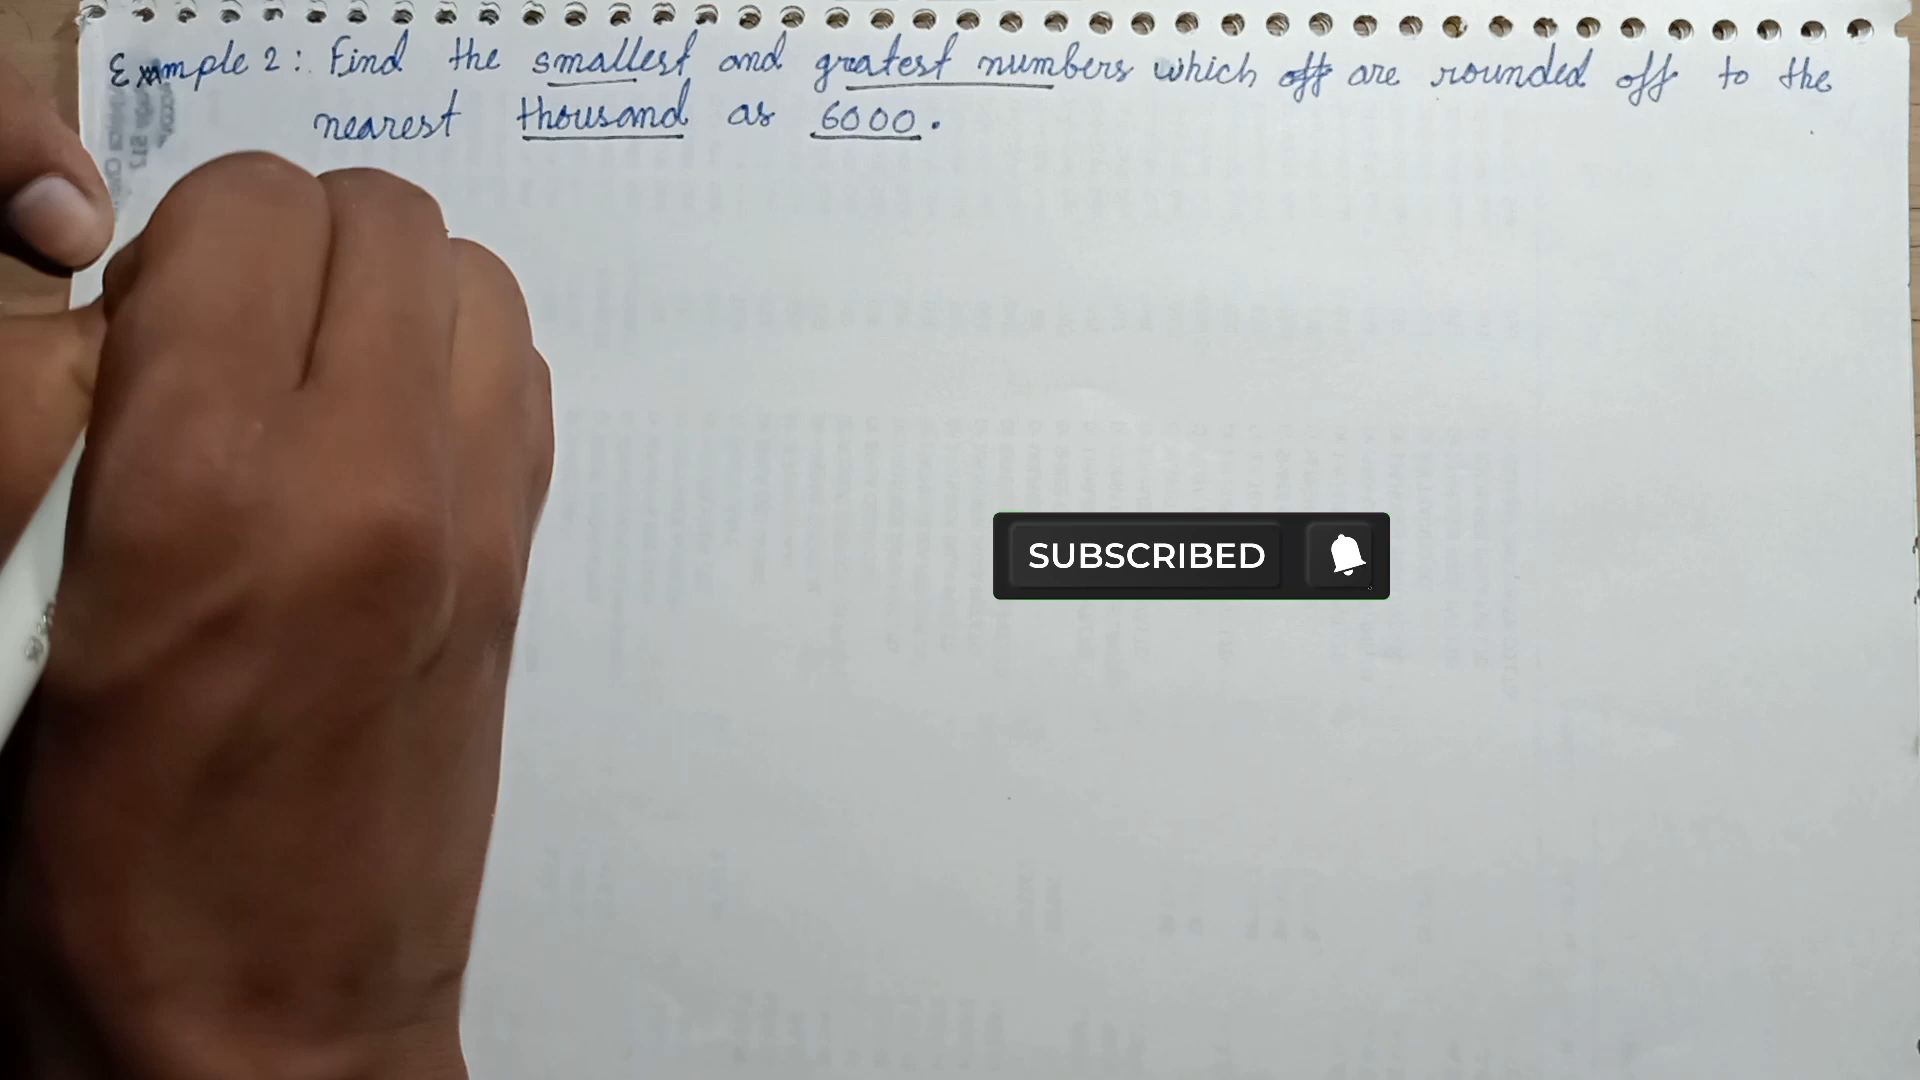 Example 2: Find the smallest and greatest numbers which off are rounded off to the
nearest thousand as 6000.
SUBSCRIBED